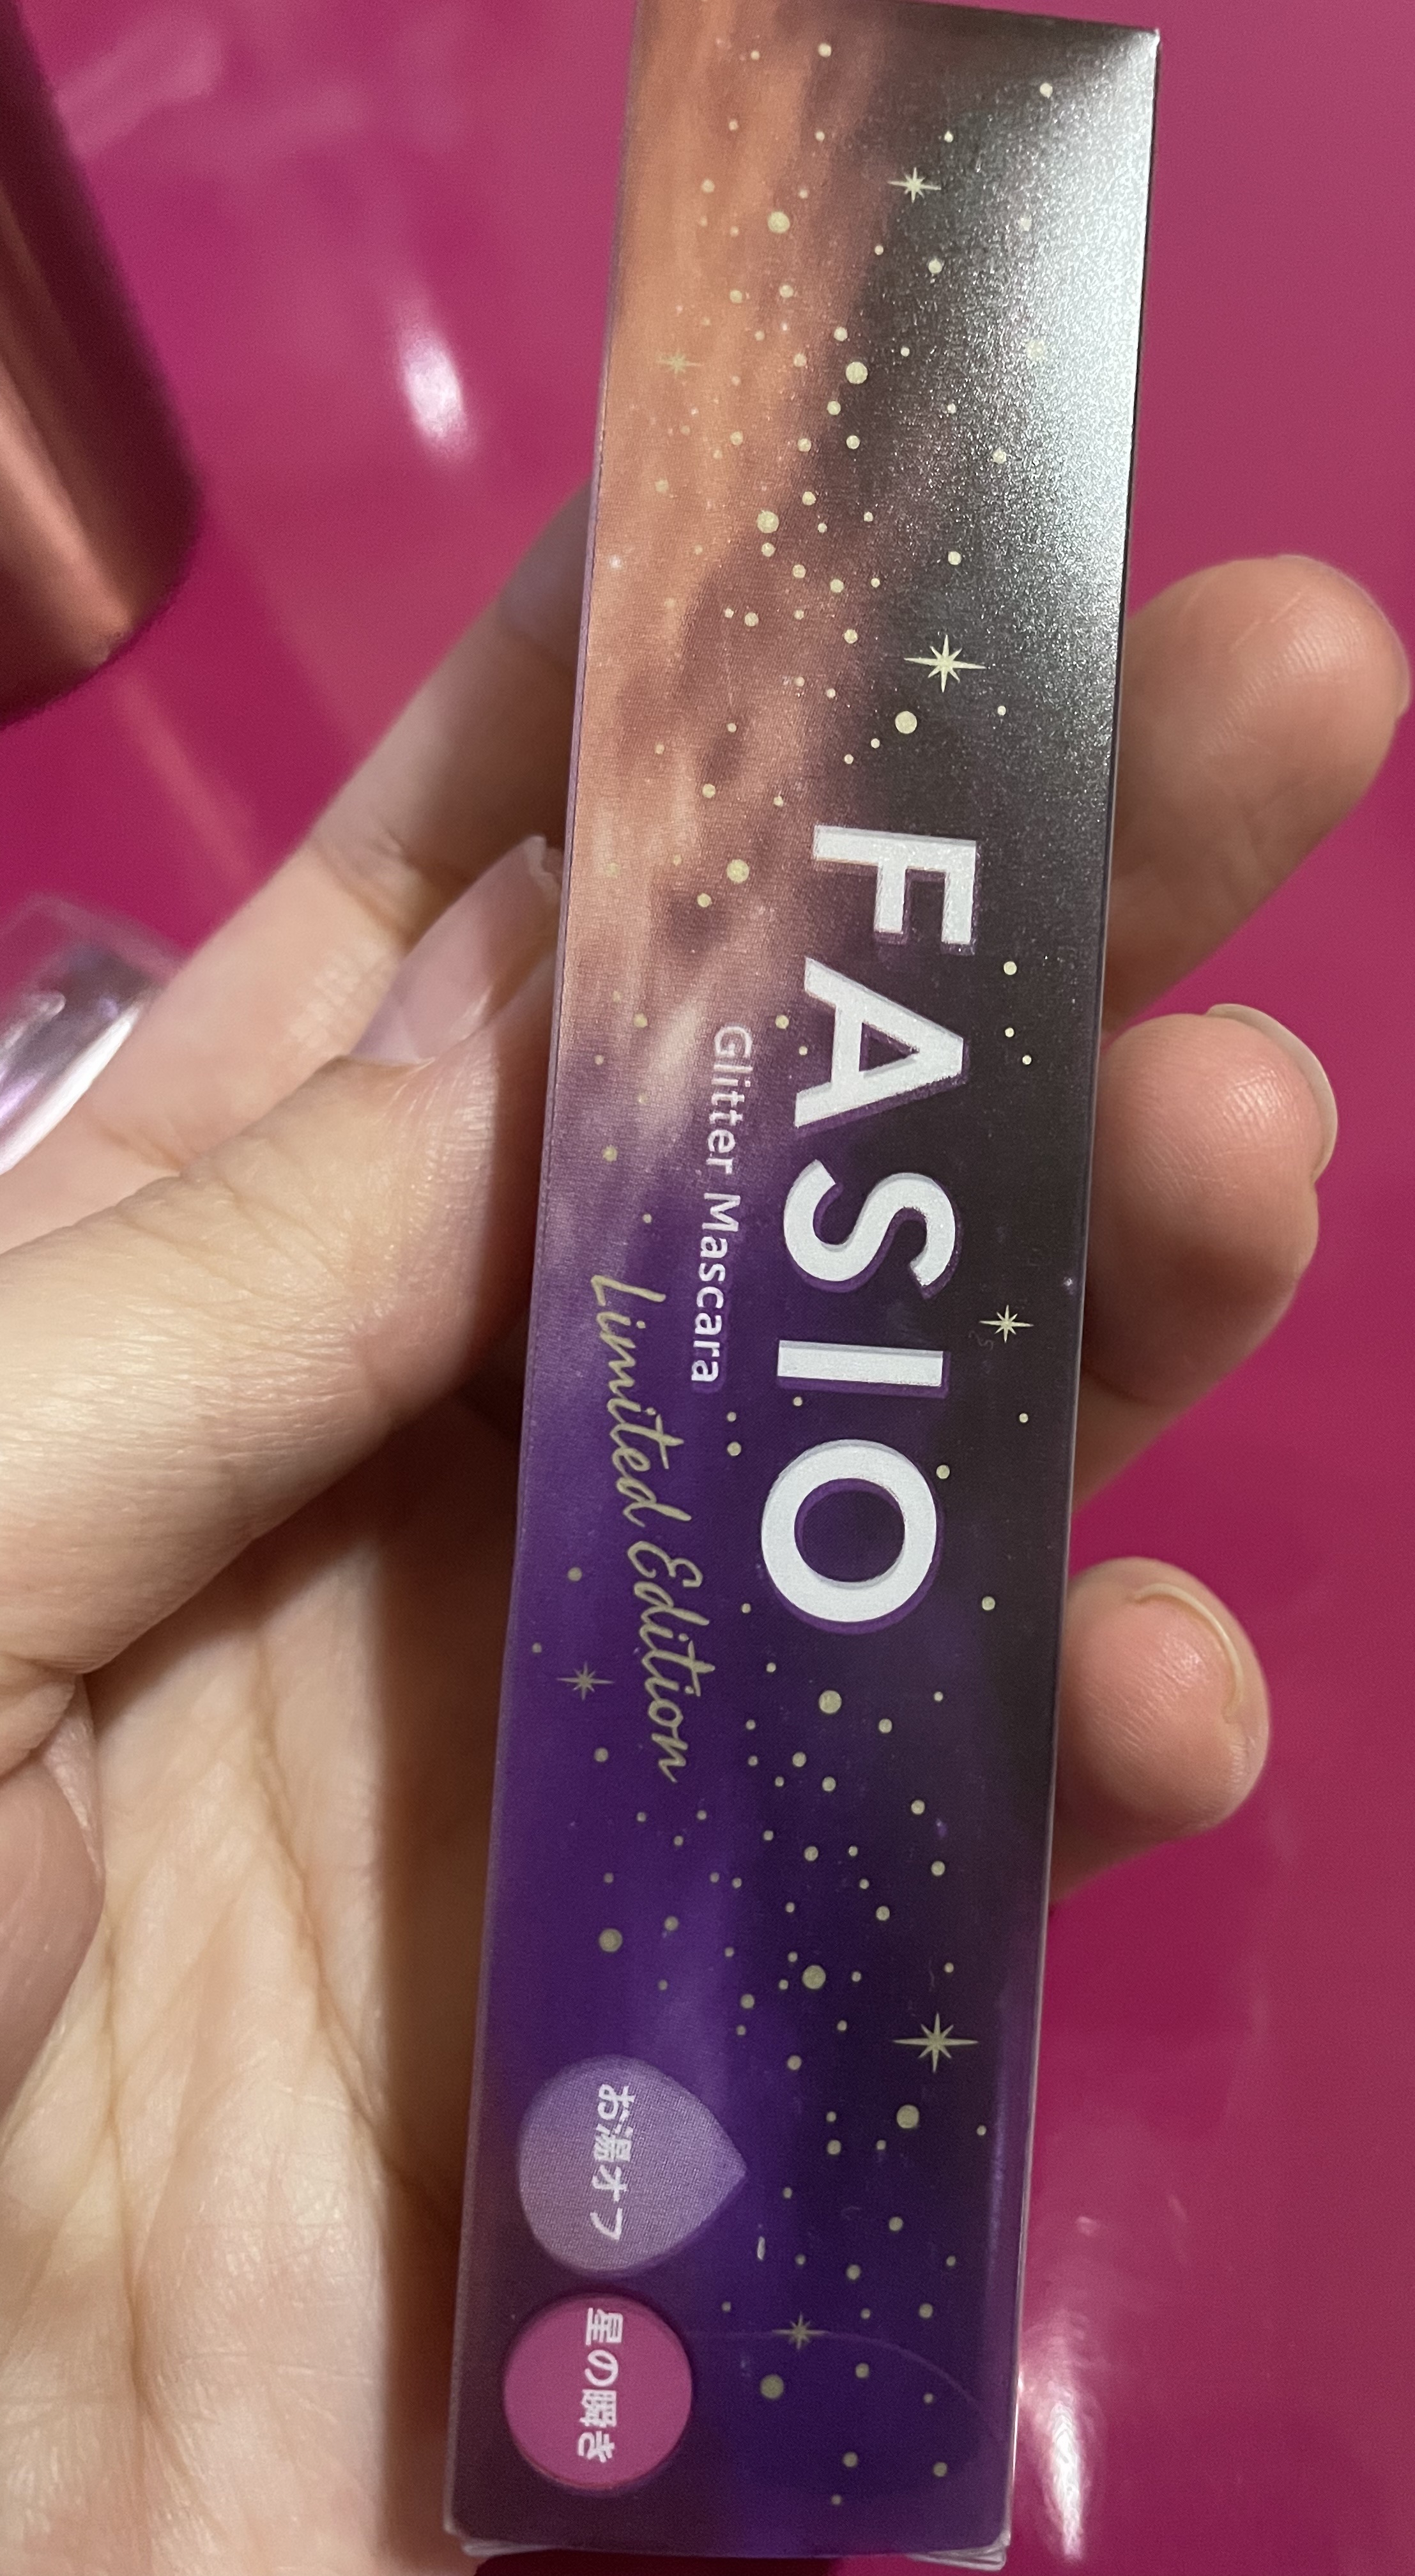 FASIO
Glitter Mascara
Limited Edition
お湯オフ
星の瞬き